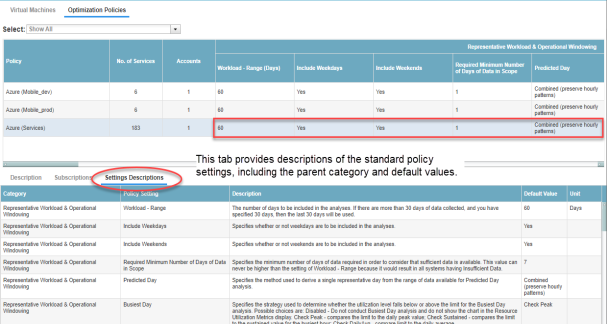 Virtual Machines Optimization Policies
Select: Show All
Representative Workload & Operational Windowing
Policy No. of Services Accounts Workload - Range (Days) Include Weekdays Include Weekends Required Minimum Number of Days of Data in Scope Predicted Day
Azure (Mobile_dev) 6 1 60 Yes Yes 1 Combined (preserve hourly patterns)
Azure (Mobile_prod) 6 1 60 Yes Yes 1 Combined (preserve hourly patterns)
Azure (Services) 183 1 60 Yes Yes 1 Combined (preserve hourly patterns)
This tab provides descriptions of the standard policy
settings, including the parent category and default values.
Description Subscriptions Settings Descriptions
Category Policy Setting Description Default Value Unit
Representative Workload & Operational Windowing Workload - Range The number of days to be included in the analyses. If there are more than 30 days of data collected, and you have
specified 30 days, then the last 30 days will be used. 60 Days
Representative Workload & Operational Windowing Include Weekdays Specifies whether or not weekdays are to be included in the analyses. Yes
Representative Workload & Operational Windowing Include Weekends Specifies whether or not weekends are to be included in the analyses. Yes
Representative Workload & Operational Windowing Required Minimum Number of Days of Data in Scope Specifies the minimum number of days of data required in order to consider that sufficient data is available. This value can
never be higher than the setting of Workload - Range because it would result in all systems having Insufficient Data. 7
Representative Workload & Operational Windowing Predicted Day Specifies the method used to derive a single representative day from the range of data available for Predicted Day
analysis. Combined (preserve hourly patterns)
Representative Workload & Operational Windowing Busiest Day Specifies the strategy used to determine whether the utilization level falls below or above the limit for the Busiest Day
analysis. Possible choices are: Disabled - Do not conduct Busiest Day analysis and do not show the chart in the Resource
Utilization Metrics display. Check Peak - compares the limit to the daily peak value; Check Sustained - compares the limit
to the sustained value for the busiest hour; Check Daily Avg - compare limit to the daily average. Check Peak